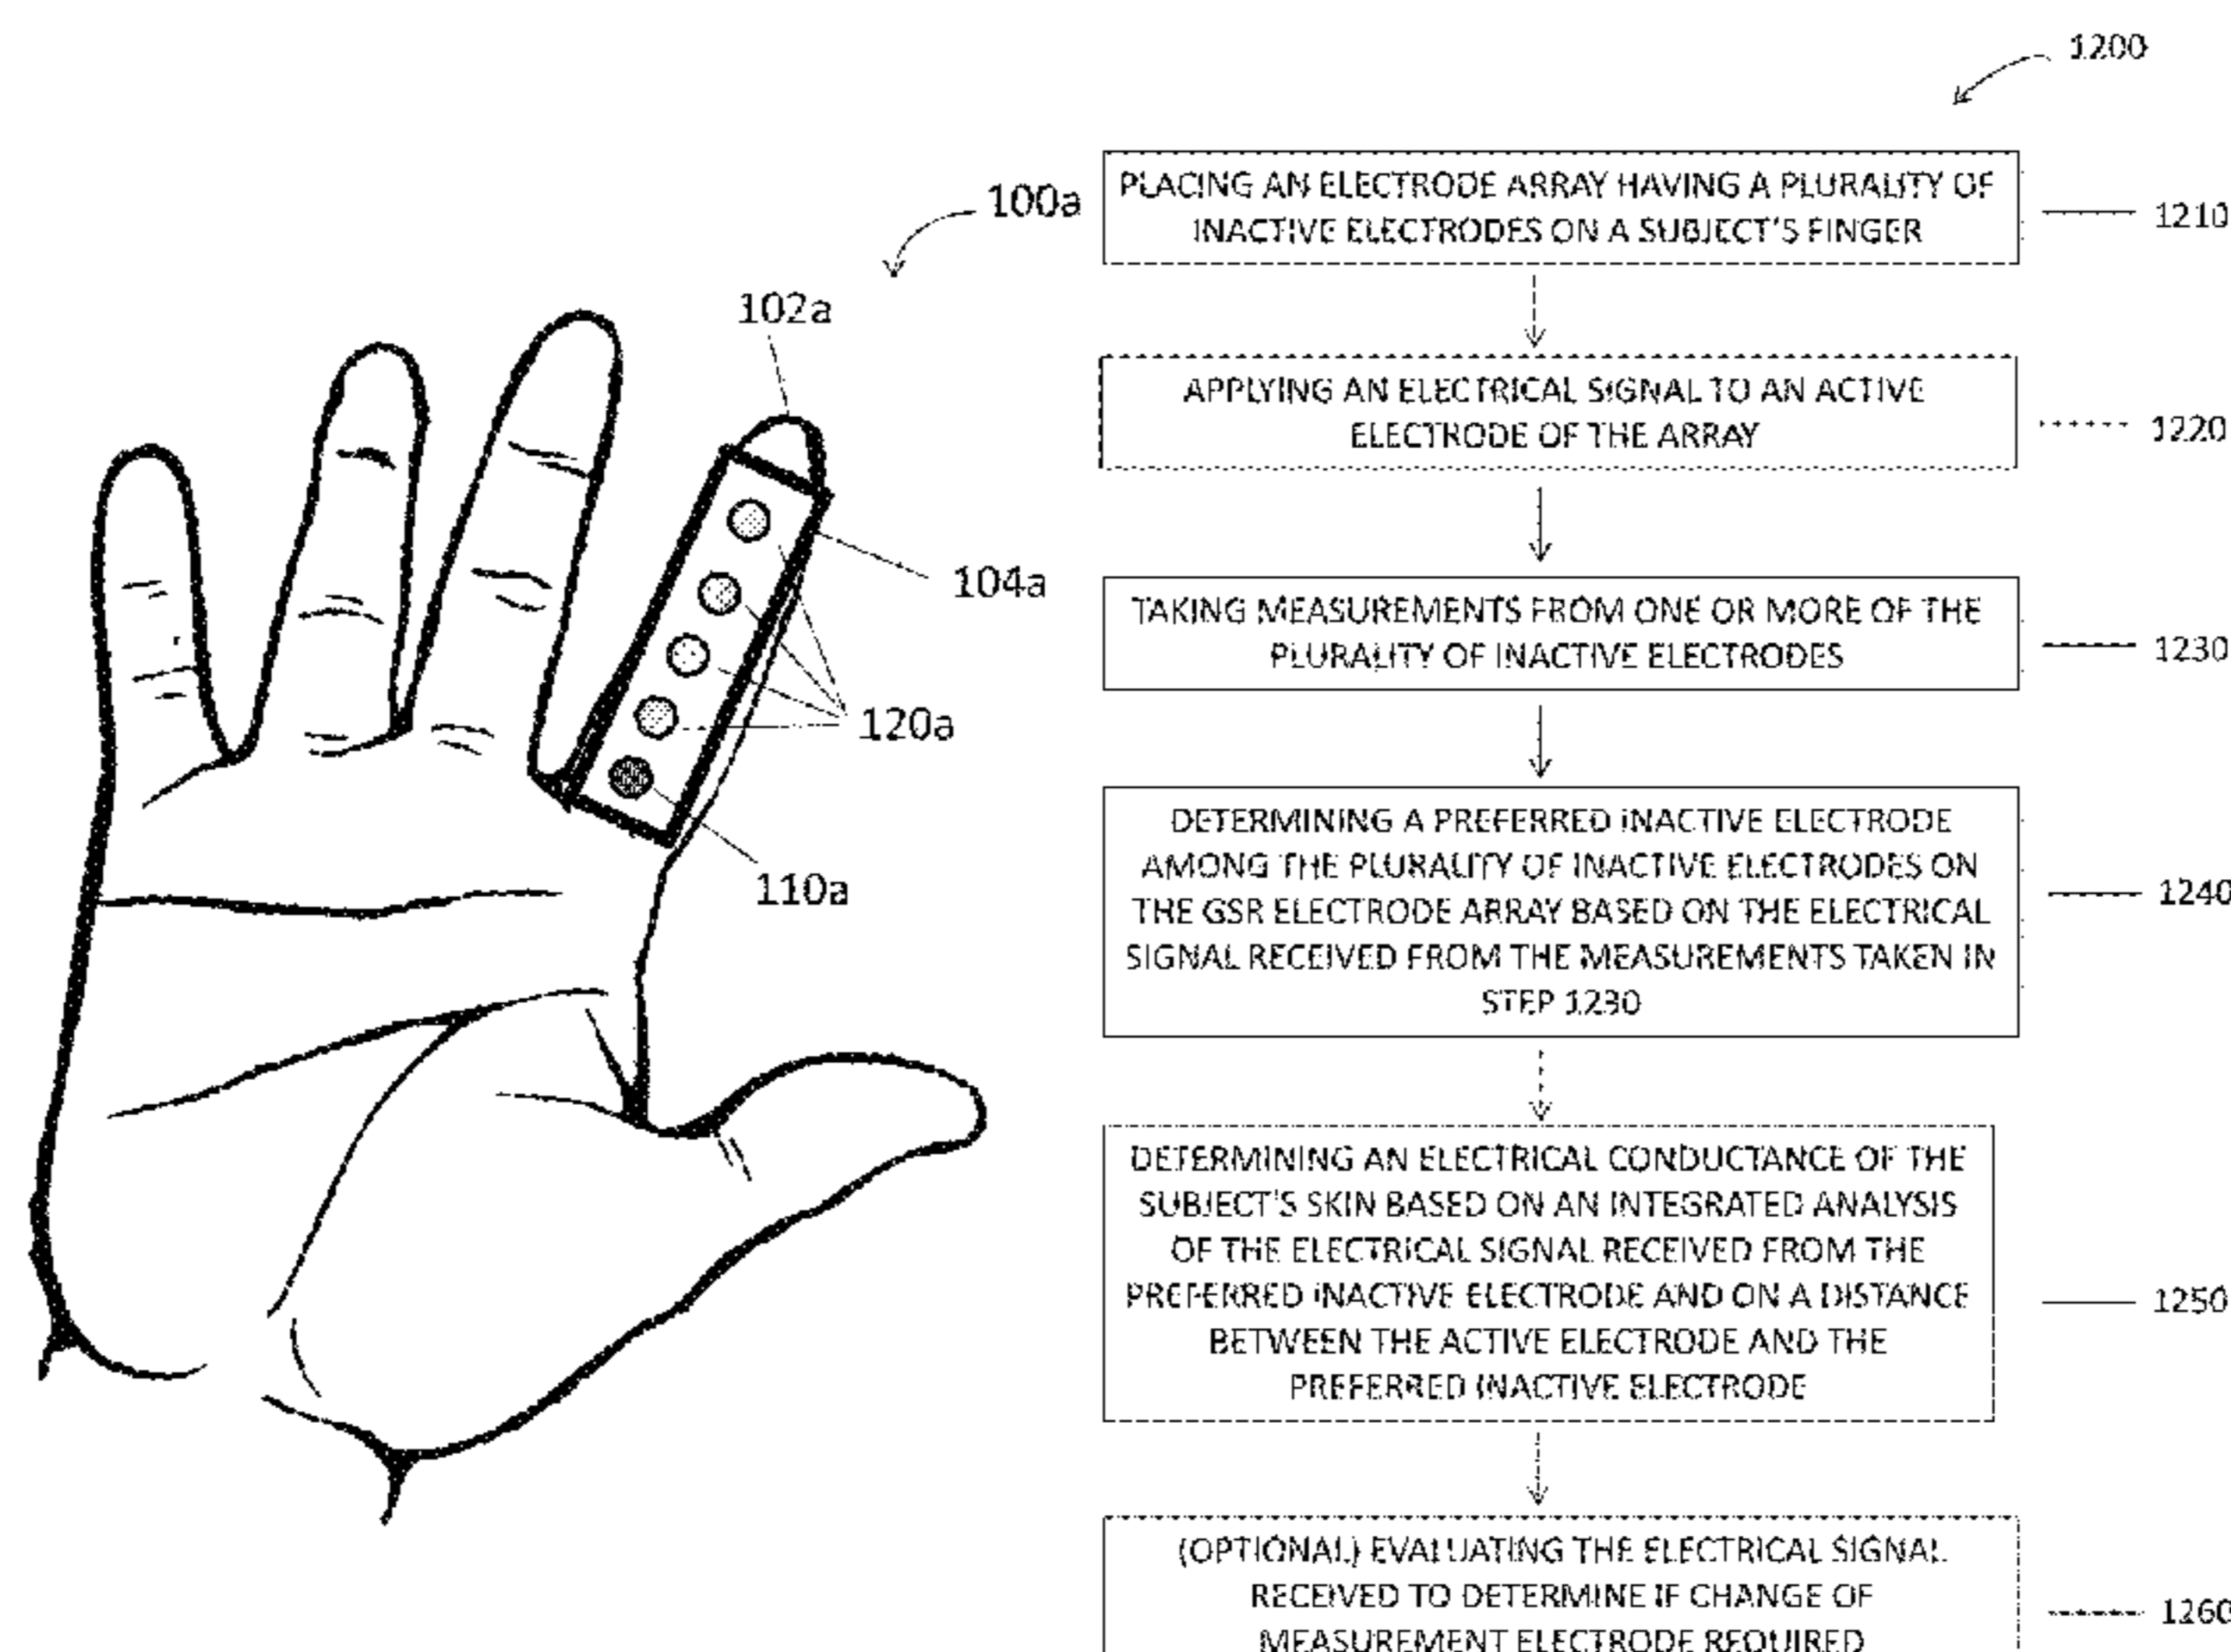 1200
100a
102a
104a
120a
110a
PLACING AN ELECTRODE ARRAY HAVING A PLURALITY OF
INACTIVE ELECTRODES ON A SUBJECT'S FINGER
1210
APPLYING AN ELECTRICAL SIGNAL TO AN ACTIVE
ELECTRODE OF THE ARRAY
1220
TAKING MEASUREMENTS FROM ONE OR MORE OF THE
PLURALITY OF INACTIVE ELECTRODES
1230
DETERMINING A PREFERRED INACTIVE ELECTRODE
AMONG THE PLURALITY OF INACTIVE ELECTRODES ON
THE GSR ELECTRODE ARRAY BASED ON THE ELECTRICAL
SIGNAL RECEIVED FROM THE MEASUREMENTS TAKEN IN
STEP 1230
1240
DETERMINING AN ELECTRICAL CONDUCTANCE OF THE
SUBJECT'S SKIN BASED ON AN INTEGRATED ANALYSIS
OF THE ELECTRICAL SIGNAL RECEIVED FROM THE
PREFERRED INACTIVE ELECTRODE AND ON A DISTANCE
BETWEEN THE ACTIVE ELECTRODE AND THE
PREFERRED INACTIVE ELECTRODE
1250
(OPTIONAL) EVALUATING THE ELECTRICAL SIGNAL
RECEIVED TO DETERMINE IF CHANGE OF
MEASUREMENT ELECTRODE REQUIRED
1260